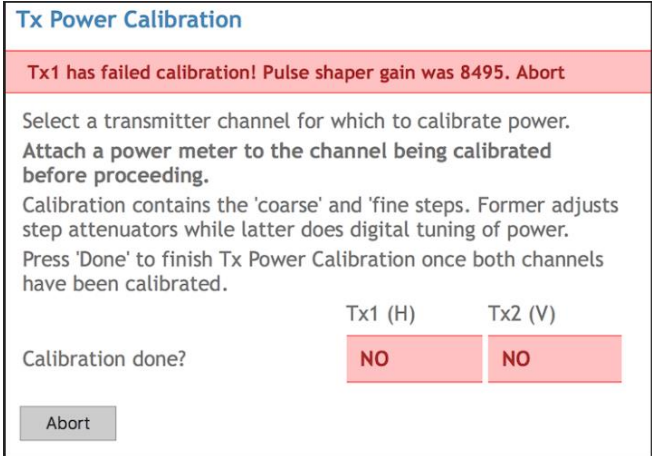 Tx Power Calibration
Tx1 has failed calibration! Pulse shaper gain was 8495. Abort
Select a transmitter channel for which to calibrate power.
Attach a power meter to the channel being calibrated
before proceeding.
Calibration contains the 'coarse' and 'fine steps. Former adjusts
step attenuators while latter does digital tuning of power.
Press 'Done' to finish Tx Power Calibration once both channels
have been calibrated.
Tx1 (H) Tx2 (V)
Calibration done? NO NO
Abort